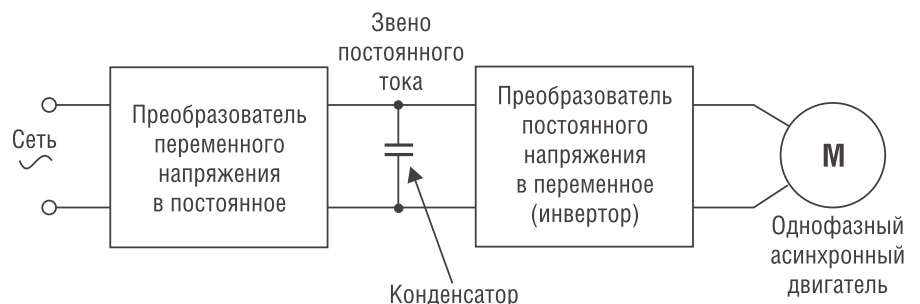 Звено
постоянного
тока
Сеть
Преобразователь
переменного
напряжения
в постоянное
Преобразователь
постоянного
напряжения
в переменное
(инвертор)
М
Однофазный
асинхронный
двигатель
Конденсатор